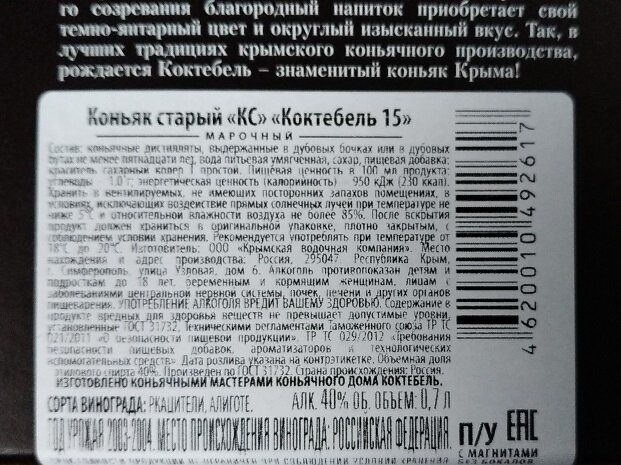 го созревания благородный напиток приобретает свой
темно-янтарный цвет и округлый изысканный вкус. Так, в
лучших традициях крымского коньячного производства,
рождается Коктебель – знаменитый коньяк Крыма!
Коньяк старый «КС» «Коктебель 15»
МАРОЧНЫЙ
Состав: коньячные дистилляты, выдержанные в дубовых бочках или в дубовых
бутах не менее пятнадцати лет, вода питьевая умягченная, сахар, пищевая добавка:
краситель сахарный колер I простой. Пищевая ценность в 100 мл продукта:
углеводы – 1,0 г; энергетическая ценность (калорийность) – 950 кДж (230 ккал).
Хранить в вентилируемых, не имеющих посторонних запахов помещениях, в
условиях, исключающих воздействие прямых солнечных лучей при температуре не
ниже 5°С и относительной влажности воздуха не более 85%. После вскрытия
продукт должен храниться в оригинальной упаковке, плотно закрытым, с
соблюдением условий хранения. Рекомендуется употреблять при температуре от
18°С до 20°С. Изготовитель: ООО «Крымская водочная компания». Место
нахождения и адрес производства: Россия, 295047, Республика Крым,
г. Симферополь, улица Узловая, дом 6. Алкоголь противопоказан детям и
подросткам до 18 лет, беременным и кормящим женщинам, лицам с
заболеваниями центральной нервной системы, почек, печени и других органов
пищеварения. УПОТРЕБЛЕНИЕ АЛКОГОЛЯ ВРЕДИТ ВАШЕМУ ЗДОРОВЬЮ. Содержание в
продукте вредных для здоровья веществ не превышает допустимые уровни,
установленные ГОСТ 31732, Техническими регламентами Таможенного союза ТР ТС
021/2011 «О безопасности пищевой продукции», ТР ТС 029/2012 «Требования
безопасности пищевых добавок, ароматизаторов и технологических
вспомогательных средств». Дата розлива указана на контрэтикетке. Объемная доля
этилового спирта 40%. Произведен по ГОСТ 31732. Страна происхождения: Россия.
ИЗГОТОВЛЕНО КОНЬЯЧНЫМИ МАСТЕРАМИ КОНЬЯЧНОГО ДОМА КОКТЕБЕЛЬ.
СОРТА ВИНОГРАДА: РКАЦИТЕЛИ, АЛИГОТЕ. АЛК. 40% ОБ. ОБЪЕМ: 0,7 Л
ГОД УРОЖАЯ 2003-2004. МЕСТО ПРОИСХОЖДЕНИЯ ВИНОГРАДА: РОССИЙСКАЯ ФЕДЕРАЦИЯ.
4620010492617
П/У ЕАС
С МАГНИТАМИ
БЕЗ БОКАЛОВ